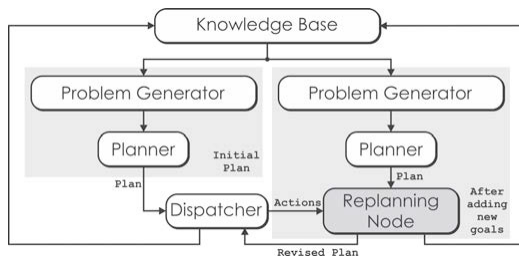 Knowledge Base
Problem Generator
Problem Generator
Planner
Planner
Initial
Plan
Plan
Plan
Dispatcher
Actions
Replanning
Node
After
adding
new
goals
Revised Plan